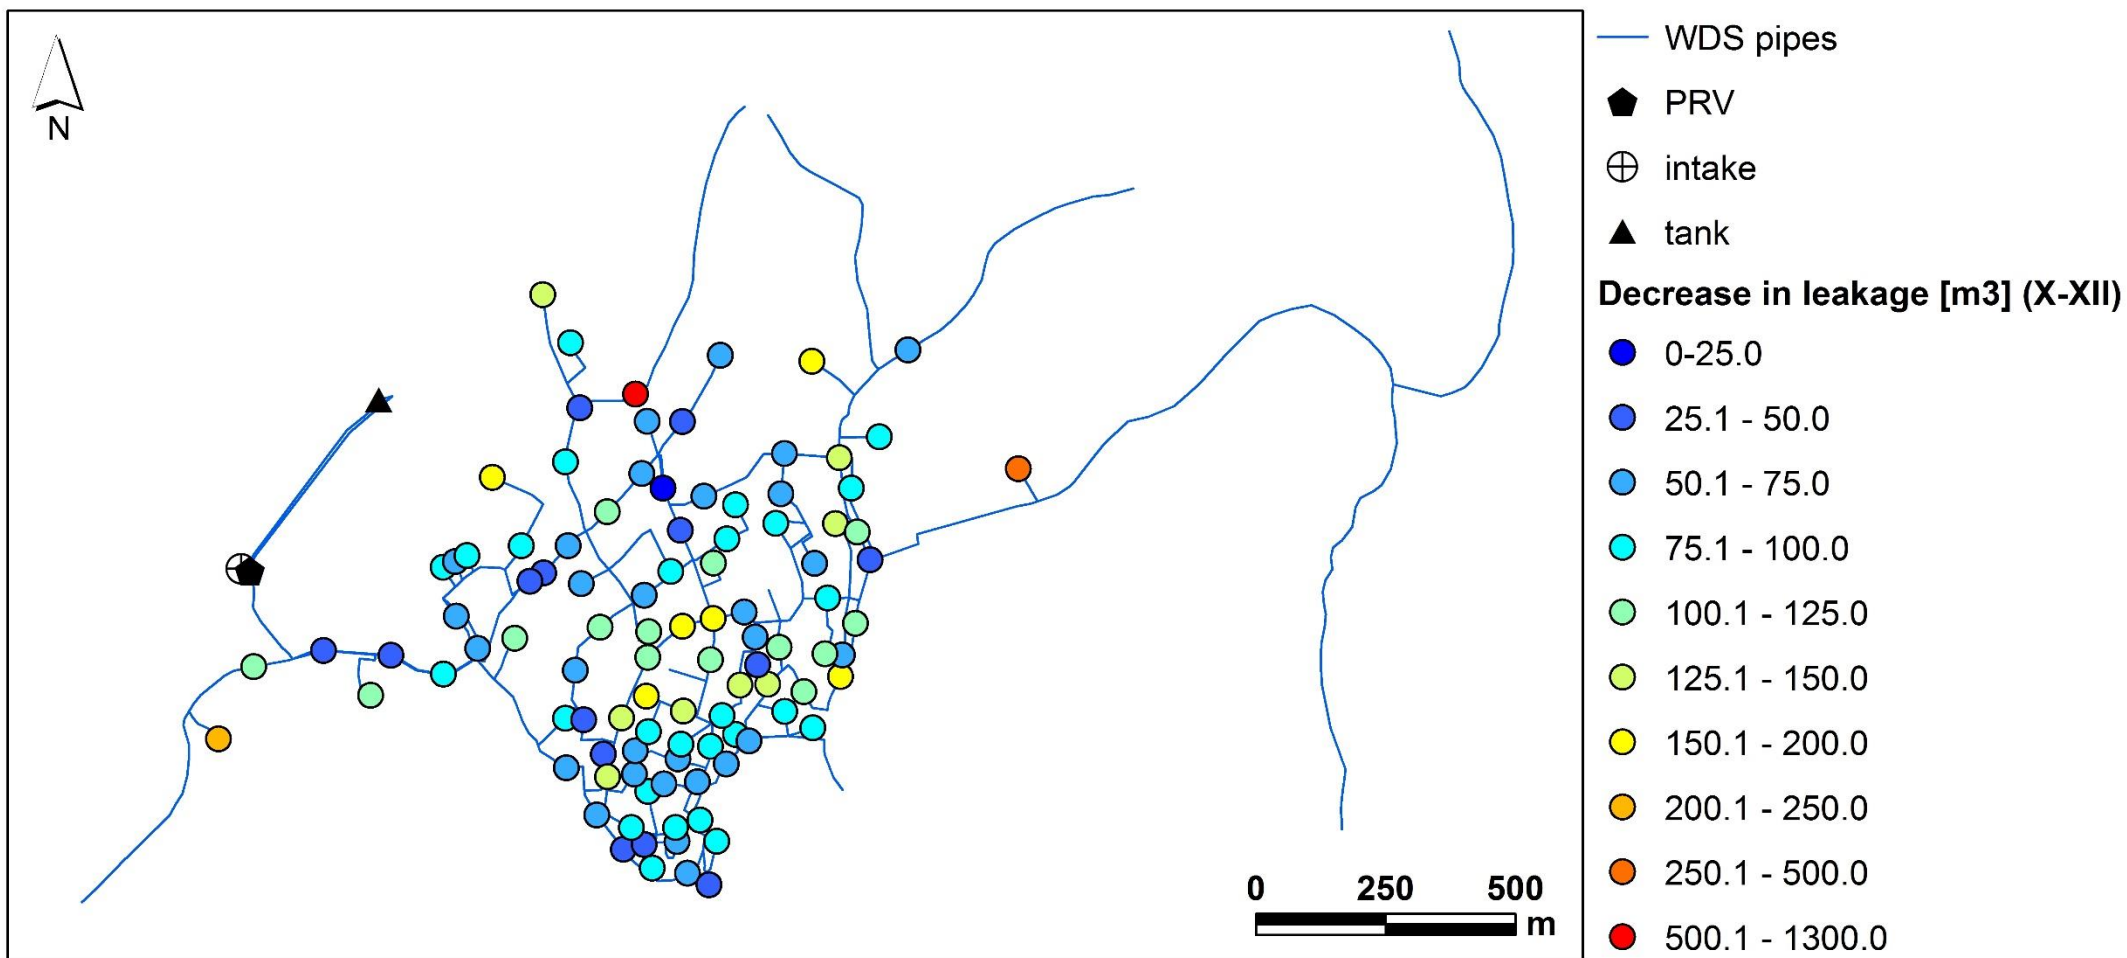 N
0 250 500
m
WDS pipes
PRV
intake
tank
Decrease in leakage [m3] (X-XII)
0-25.0
25.1 - 50.0
50.1 - 75.0
75.1 - 100.0
100.1 - 125.0
125.1 - 150.0
150.1 - 200.0
200.1 - 250.0
250.1 - 500.0
500.1 - 1300.0